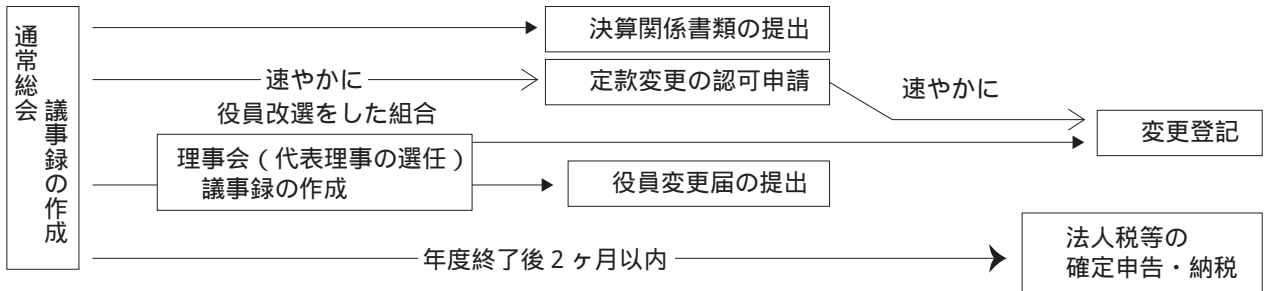 通常総会
議事録の作成
決算関係書類の提出
速やかに
定款変更の認可申請
速やかに
役員改選をした組合
変更登記
理事会(代表理事の選任)
議事録の作成
役員変更届の提出
年度終了後2ヶ月以内
法人税等の
確定申告・納税